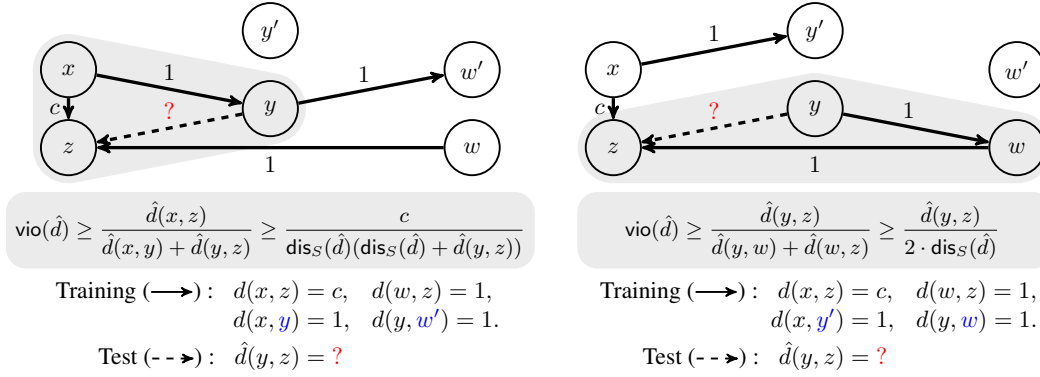 y′
x
1
1
w′
c
?
y
z
1
w
vio(d̂) ≥ d̂(x, z) / (d̂(x, y) + d̂(y, z)) ≥ c / (dis_S(d̂)(dis_S(d̂) + d̂(y, z)))
Training (→) : d(x, z) = c, d(w, z) = 1,
d(x, y) = 1, d(y, w′) = 1.
Test (⇢) : d̂(y, z) = ?
y′
x
1
w′
c
?
y
1
z
1
w
vio(d̂) ≥ d̂(y, z) / (d̂(y, w) + d̂(w, z)) ≥ d̂(y, z) / (2 · dis_S(d̂))
Training (→) : d(x, z) = c, d(w, z) = 1,
d(x, y′) = 1, d(y, w) = 1.
Test (⇢) : d̂(y, z) = ?